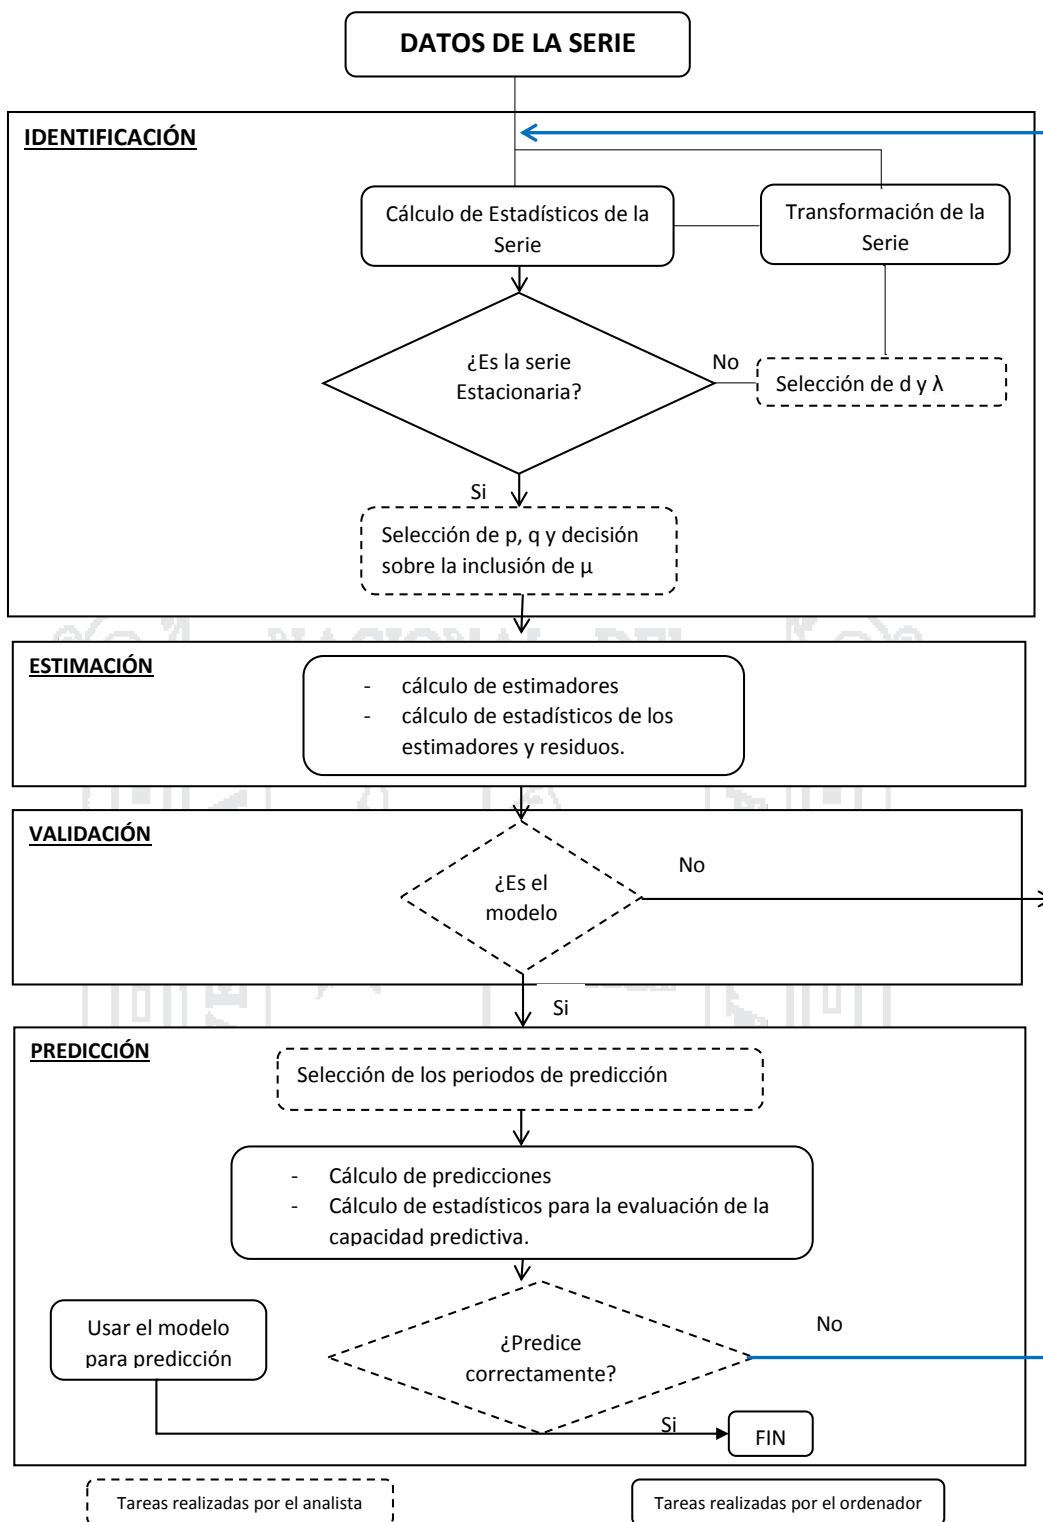 DATOS DE LA SERIE
IDENTIFICACIÓN
Cálculo de Estadísticos de la
Serie
Transformación de la
Serie
¿Es la serie
Estacionaria?
No
Selección de d y λ
Si
Selección de p, q y decisión
sobre la inclusión de μ
NACIONAL DEL
ESTIMACIÓN
- cálculo de estimadores
- cálculo de estadísticos de los
estimadores y residuos.
VALIDACIÓN
¿Es el
modelo
No
Si
PREDICCIÓN
Selección de los periodos de predicción
- Cálculo de predicciones
- Cálculo de estadísticos para la evaluación de la
capacidad predictiva.
Usar el modelo
para predicción
¿Predice
correctamente?
No
Si
FIN
Tareas realizadas por el analista
Tareas realizadas por el ordenador